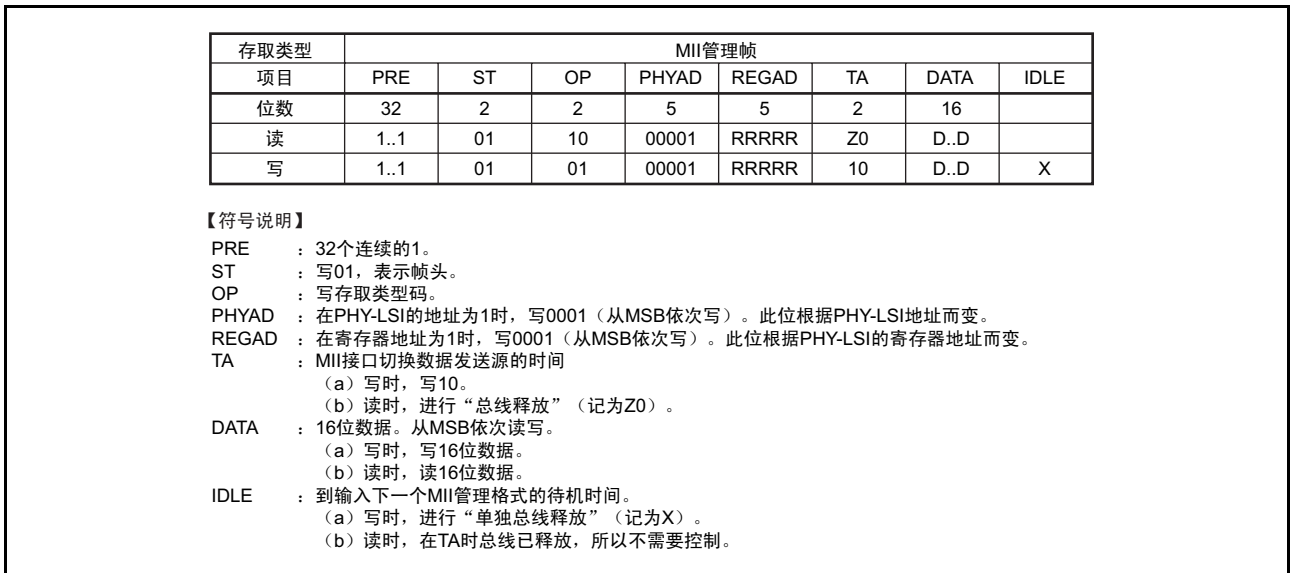 存取类型 MII管理帧
项目 PRE ST OP PHYAD REGAD TA DATA IDLE
位数 32 2 2 5 5 2 16
读 1..1 01 10 00001 RRRRR Z0 D..D
写 1..1 01 01 00001 RRRRR 10 D..D X
【符号说明】
PRE ：32个连续的1。
ST ：写01，表示帧头。
OP ：写存取类型码。
PHYAD ：在PHY-LSI的地址为1时，写0001（从MSB依次写）。此位根据PHY-LSI地址而变。
REGAD ：在寄存器地址为1时，写0001（从MSB依次写）。此位根据PHY-LSI的寄存器地址而变。
TA ：MII接口切换数据发送源的时间
（a）写时，写10。
（b）读时，进行“总线释放”（记为Z0）。
DATA ：16位数据。从MSB依次读写。
（a）写时，写16位数据。
（b）读时，读16位数据。
IDLE ：到输入下一个MII管理格式的待机时间。
（a）写时，进行“单独总线释放”（记为X）。
（b）读时，在TA时总线已释放，所以不需要控制。